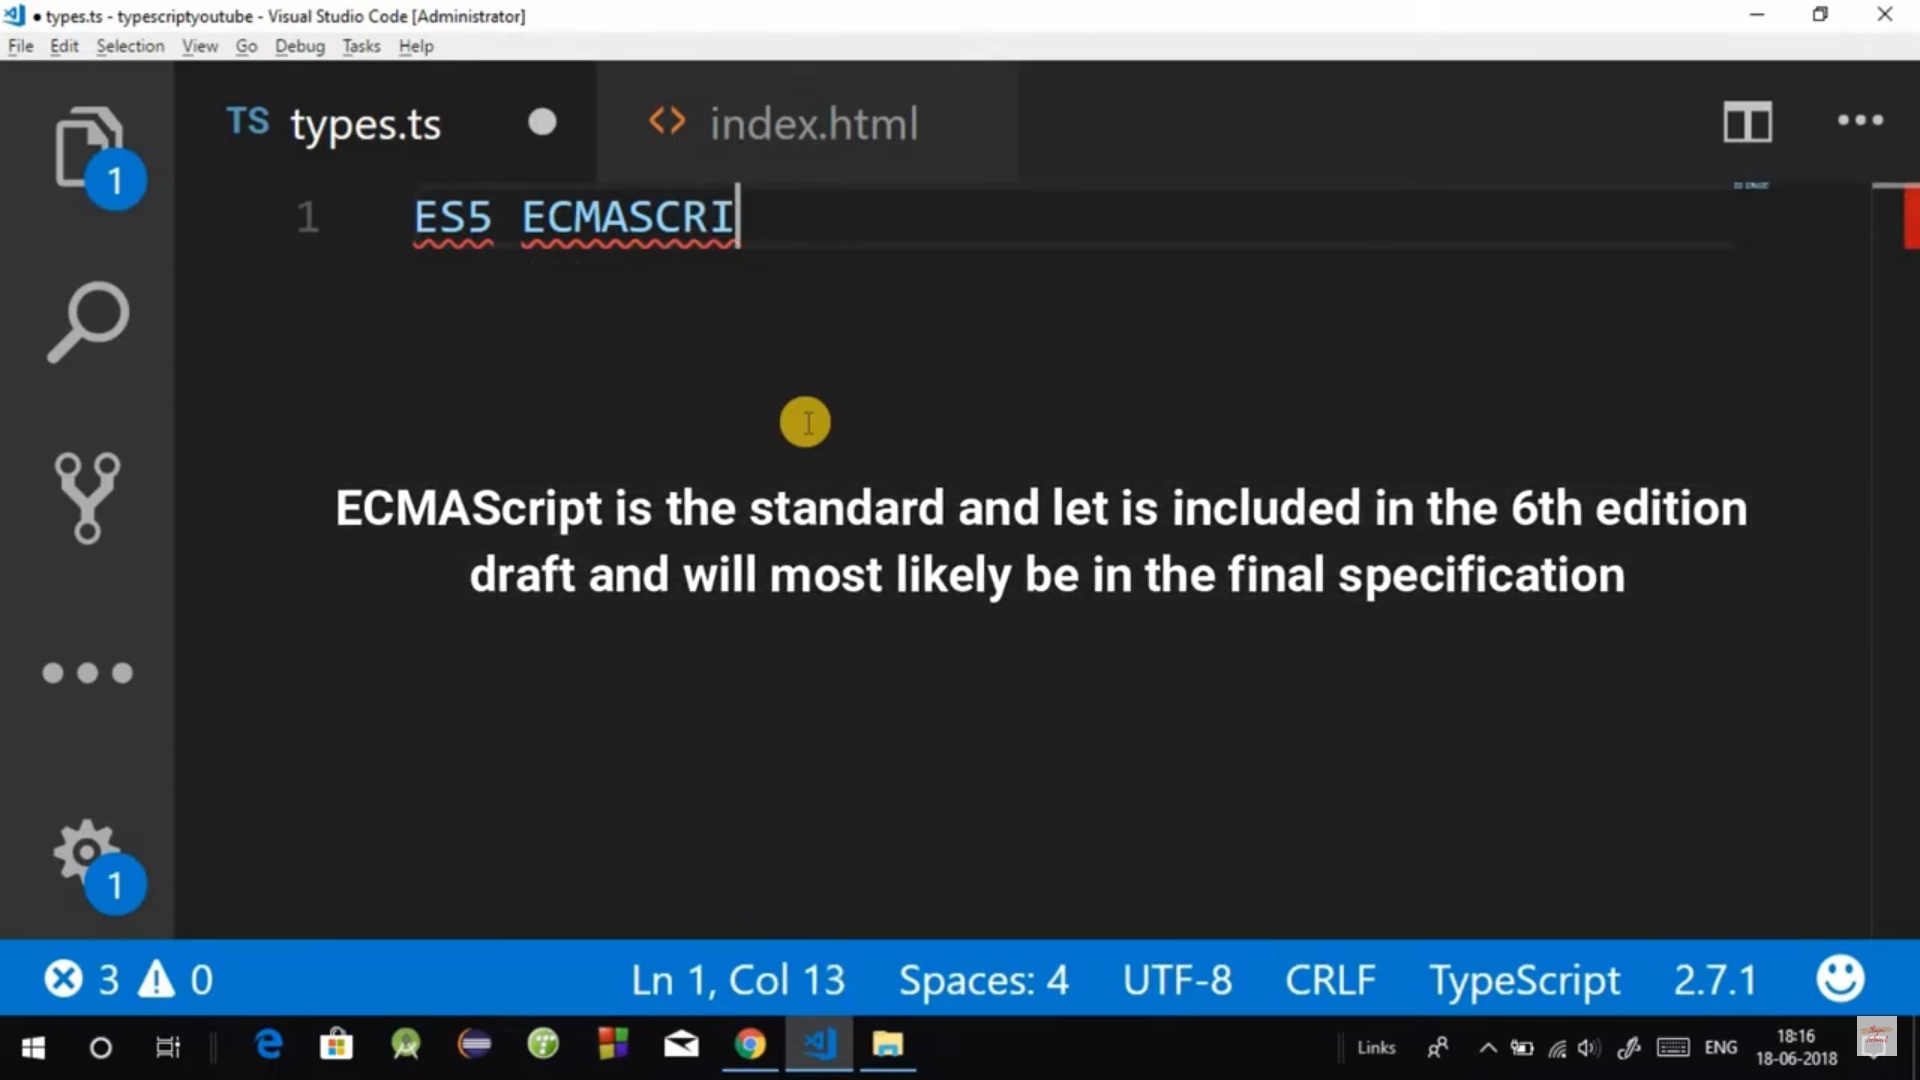 ● types.ts - typescriptyoutube - Visual Studio Code [Administrator]
File Edit Selection View Go Debug Tasks Help
TS types.ts
<> index.html
1
1 ES5 ECMASCRI
ECMAScript is the standard and let is included in the 6th edition
draft and will most likely be in the final specification
1
3 0 Ln 1, Col 13 Spaces: 4 UTF-8 CRLF TypeScript 2.7.1
Links ENG 18:16
18-06-2018